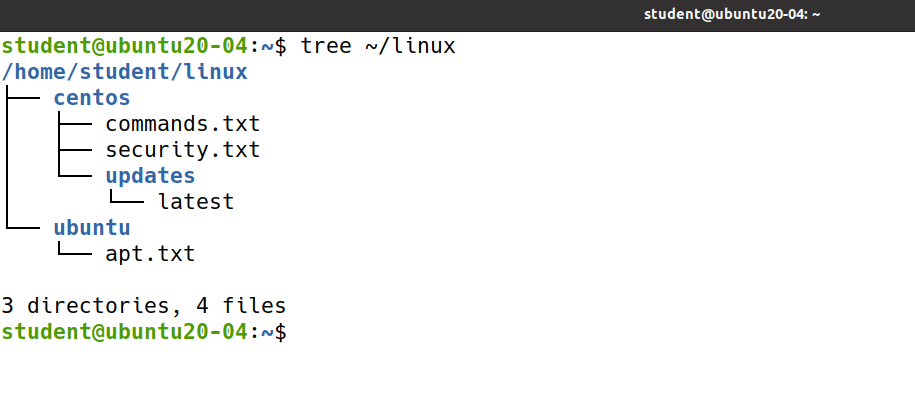 student@ubuntu20-04: ~
student@ubuntu20-04:~$ tree ~/linux
/home/student/linux
├── centos
│   ├── commands.txt
│   ├── security.txt
│   └── updates
│       └── latest
└── ubuntu
    └── apt.txt

3 directories, 4 files
student@ubuntu20-04:~$